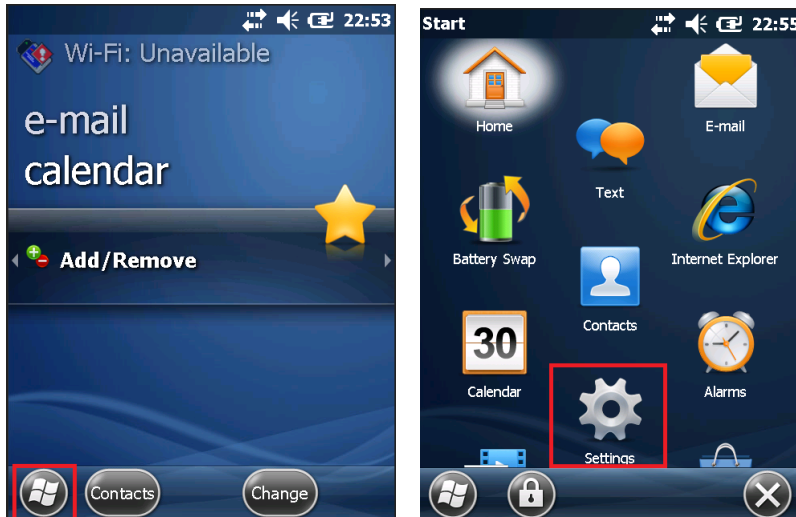 22:53
Wi-Fi: Unavailable
e-mail
calendar
Add/Remove
Contacts
Change
Start
22:55
Home
E-mail
Text
Battery Swap
Internet Explorer
Contacts
30
Calendar
Alarms
Settings